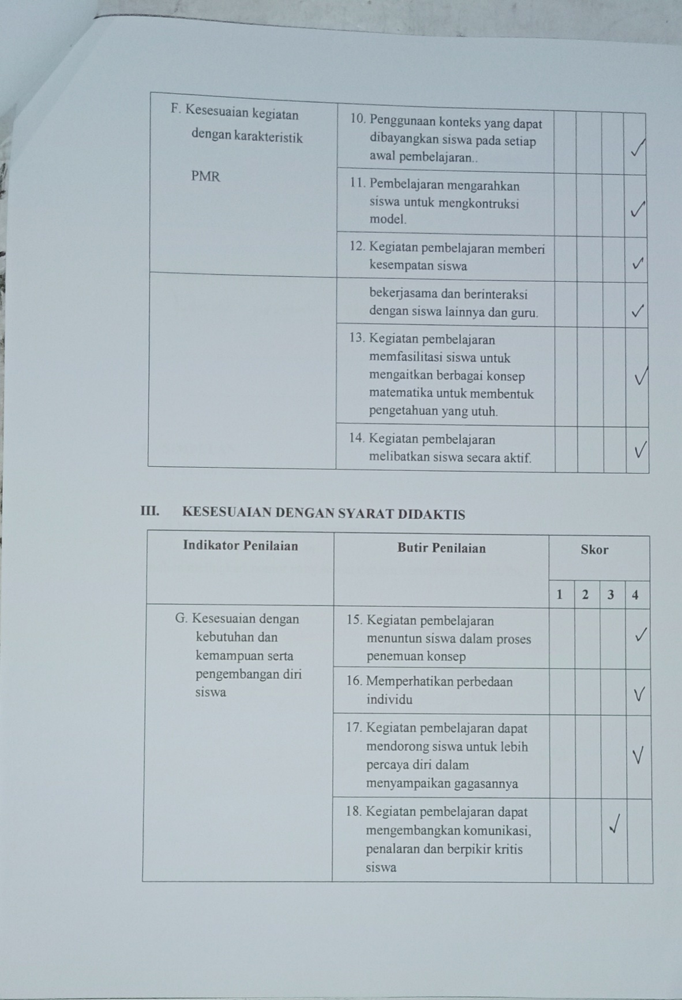 F. Kesesuaian kegiatan
dengan karakteristik
PMR
10. Penggunaan konteks yang dapat
dibayangkan siswa pada setiap
awal pembelajaran..
✓
11. Pembelajaran mengarahkan
siswa untuk mengkontruksi
model.
✓
12. Kegiatan pembelajaran memberi
kesempatan siswa
✓
bekerjasama dan berinteraksi
dengan siswa lainnya dan guru.
✓
13. Kegiatan pembelajaran
memfasilitasi siswa untuk
mengaitkan berbagai konsep
matematika untuk membentuk
pengetahuan yang utuh.
✓
14. Kegiatan pembelajaran
melibatkan siswa secara aktif.
✓
III. KESESUAIAN DENGAN SYARAT DIDAKTIS
Indikator Penilaian
Butir Penilaian
Skor
1 2 3 4
G. Kesesuaian dengan
kebutuhan dan
kemampuan serta
pengembangan diri
siswa
15. Kegiatan pembelajaran
menuntun siswa dalam proses
penemuan konsep
✓
16. Memperhatikan perbedaan
individu
✓
17. Kegiatan pembelajaran dapat
mendorong siswa untuk lebih
percaya diri dalam
menyampaikan gagasannya
✓
18. Kegiatan pembelajaran dapat
mengembangkan komunikasi,
penalaran dan berpikir kritis
siswa
✓